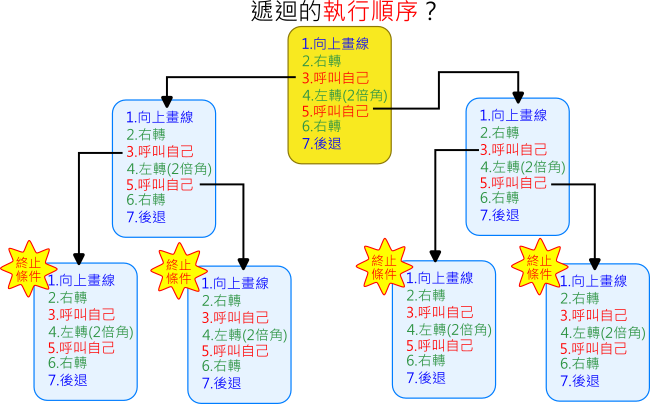 遞迴的執行順序？
1.向上畫線
2.右轉
3.呼叫自己
4.左轉(2倍角)
5.呼叫自己
6.右轉
7.後退
1.向上畫線
2.右轉
3.呼叫自己
4.左轉(2倍角)
5.呼叫自己
6.右轉
7.後退
1.向上畫線
2.右轉
3.呼叫自己
4.左轉(2倍角)
5.呼叫自己
6.右轉
7.後退
終止
條件
1.向上畫線
2.右轉
3.呼叫自己
4.左轉(2倍角)
5.呼叫自己
6.右轉
7.後退
終止
條件
1.向上畫線
2.右轉
3.呼叫自己
4.左轉(2倍角)
5.呼叫自己
6.右轉
7.後退
終止
條件
1.向上畫線
2.右轉
3.呼叫自己
4.左轉(2倍角)
5.呼叫自己
6.右轉
7.後退
終止
條件
1.向上畫線
2.右轉
3.呼叫自己
4.左轉(2倍角)
5.呼叫自己
6.右轉
7.後退